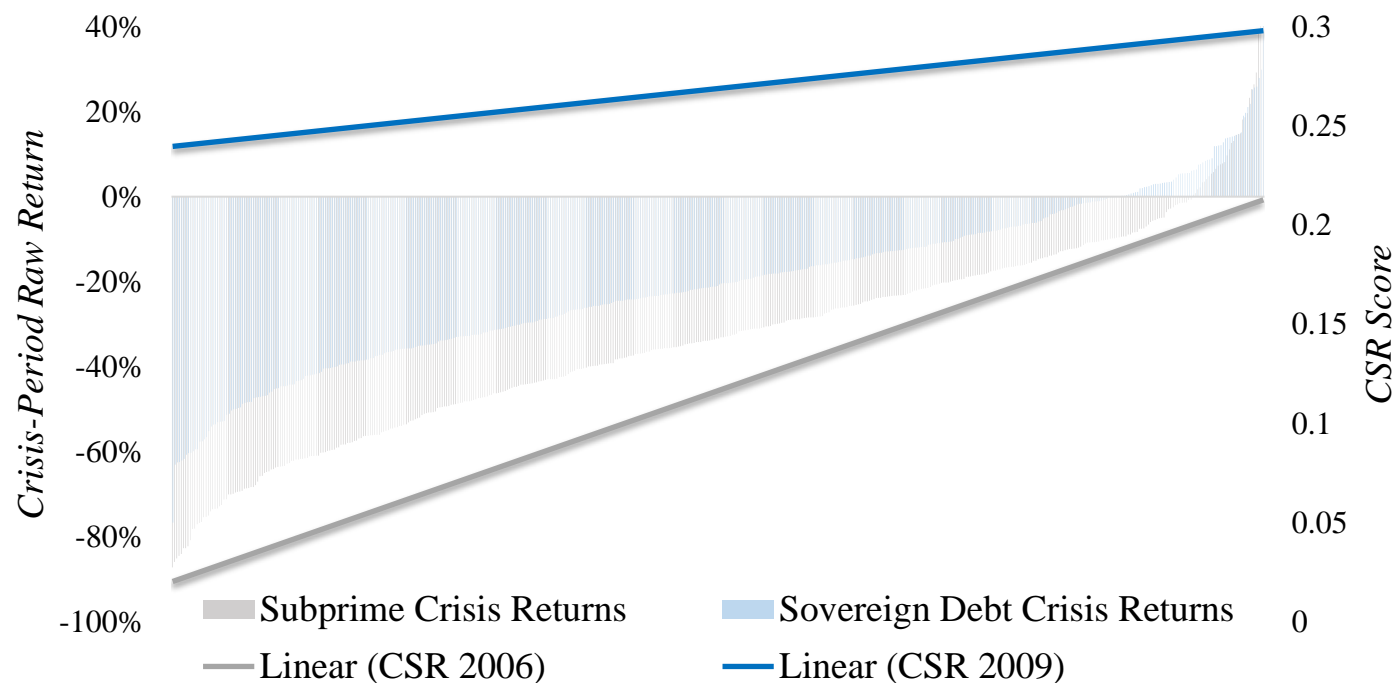 40%
20%
0%
-20%
-40%
-60%
-80%
-100%
Crisis-Period Raw Return
0.3
0.25
0.2
0.15
0.1
0.05
0
CSR Score
Subprime Crisis Returns
Sovereign Debt Crisis Returns
Linear (CSR 2006)
Linear (CSR 2009)